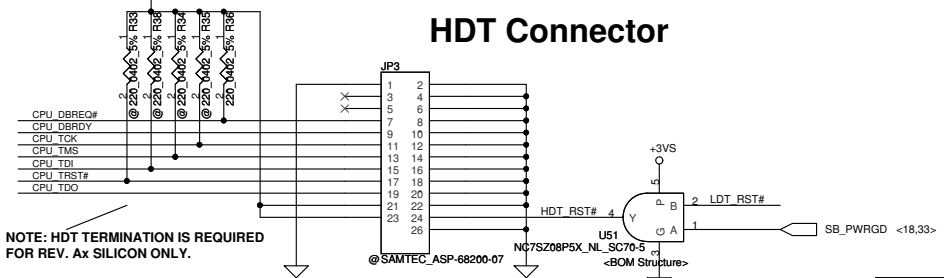 HDT Connector
1 1 1 1 1
2 2 2 2 2
@220_0402_5% R33
@220_0402_5% R38
@220_0402_5% R34
@220_0402_5% R35
220_0402_5% R36
CPU_DBREQ#
CPU_DBRDY
CPU_TCK
CPU_TMS
CPU_TDI
CPU_TRST#
CPU_TDO
JP3
1 2
3 4
5 6
7 8
9 10
11 12
13 14
15 16
17 18
19 20
21 22
23 24
26
@SAMTEC_ASP-68200-07
NOTE: HDT TERMINATION IS REQUIRED
FOR REV. Ax SILICON ONLY.
+3VS
5
P
B
2
LDT_RST#
HDT_RST#
4
Y
G
A
1
SB_PWRGD <18,33>
U51
3
NC7SZ08P5X_NL_SC70-5
<BOM Structure>